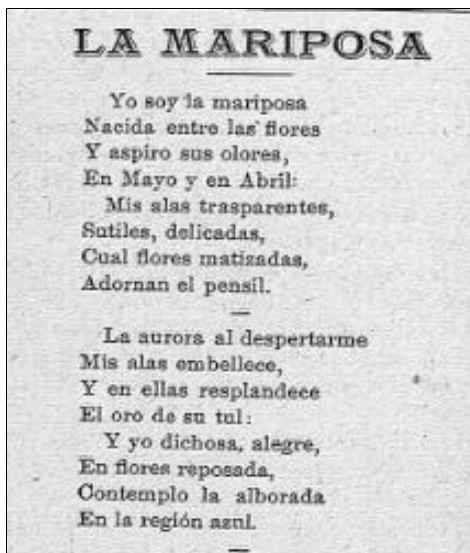 LA MARIPOSA
Yo soy la mariposa
Nacida entre las flores
Y aspiro sus olores,
En Mayo y en Abril:
Mis alas trasparentes,
Sutiles, delicadas,
Cual flores matizadas,
Adornan el pensil.
La aurora al despertarme
Mis alas embellece,
Y en ellas resplandece
El oro de su tul:
Y yo dichosa, alegre,
En flores reposada,
Contemplo la alborada
En la región azul.